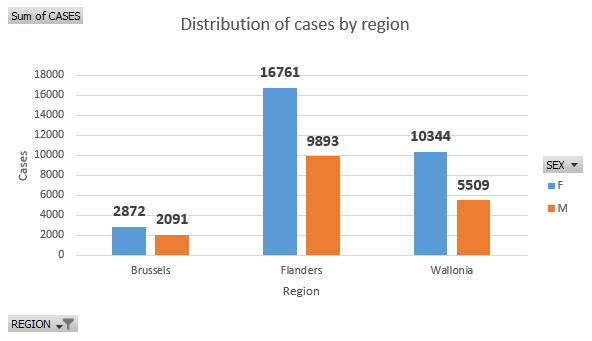 Sum of CASES
Distribution of cases by region
18000
16000
14000
12000
10000
8000
6000
4000
2000
0
Cases
2872
2091
16761
9893
10344
5509
Brussels
Flanders
Wallonia
Region
SEX
F
M
REGION